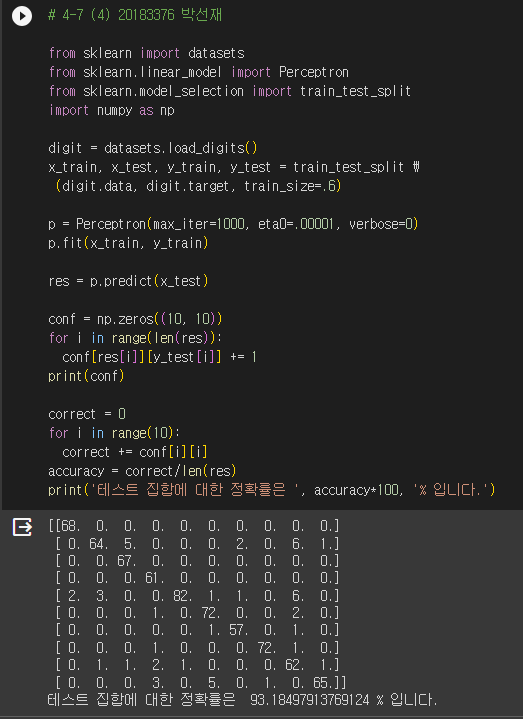 # 4-7 (4) 20183376 박선재
from sklearn import datasets
from sklearn.linear_model import Perceptron
from sklearn.model_selection import train_test_split
import numpy as np
digit = datasets.load_digits()
x_train, x_test, y_train, y_test = train_test_split ₩
(digit.data, digit.target, train_size=.6)
p = Perceptron(max_iter=1000, eta0=.00001, verbose=0)
p.fit(x_train, y_train)
res = p.predict(x_test)
conf = np.zeros((10, 10))
for i in range(len(res)):
conf[res[i]][y_test[i]] += 1
print(conf)
correct = 0
for i in range(10):
correct += conf[i][i]
accuracy = correct/len(res)
print('테스트 집합에 대한 정확률은 ', accuracy*100, '% 입니다.')
[[68. 0. 0. 0. 0. 0. 0. 0. 0. 0.]
[ 0. 64. 5. 0. 0. 0. 2. 0. 6. 1.]
[ 0. 0. 67. 0. 0. 0. 0. 0. 0. 0.]
[ 0. 0. 0. 61. 0. 0. 0. 0. 0. 0.]
[ 2. 3. 0. 0. 82. 1. 1. 0. 6. 0.]
[ 0. 0. 0. 1. 0. 72. 0. 0. 2. 0.]
[ 0. 0. 0. 0. 0. 1. 57. 0. 1. 0.]
[ 0. 0. 0. 1. 0. 0. 0. 72. 1. 0.]
[ 0. 1. 1. 2. 1. 0. 0. 0. 62. 1.]
[ 0. 0. 0. 3. 0. 5. 0. 1. 0. 65.]]
테스트 집합에 대한 정확률은  93.18497913769124 % 입니다.